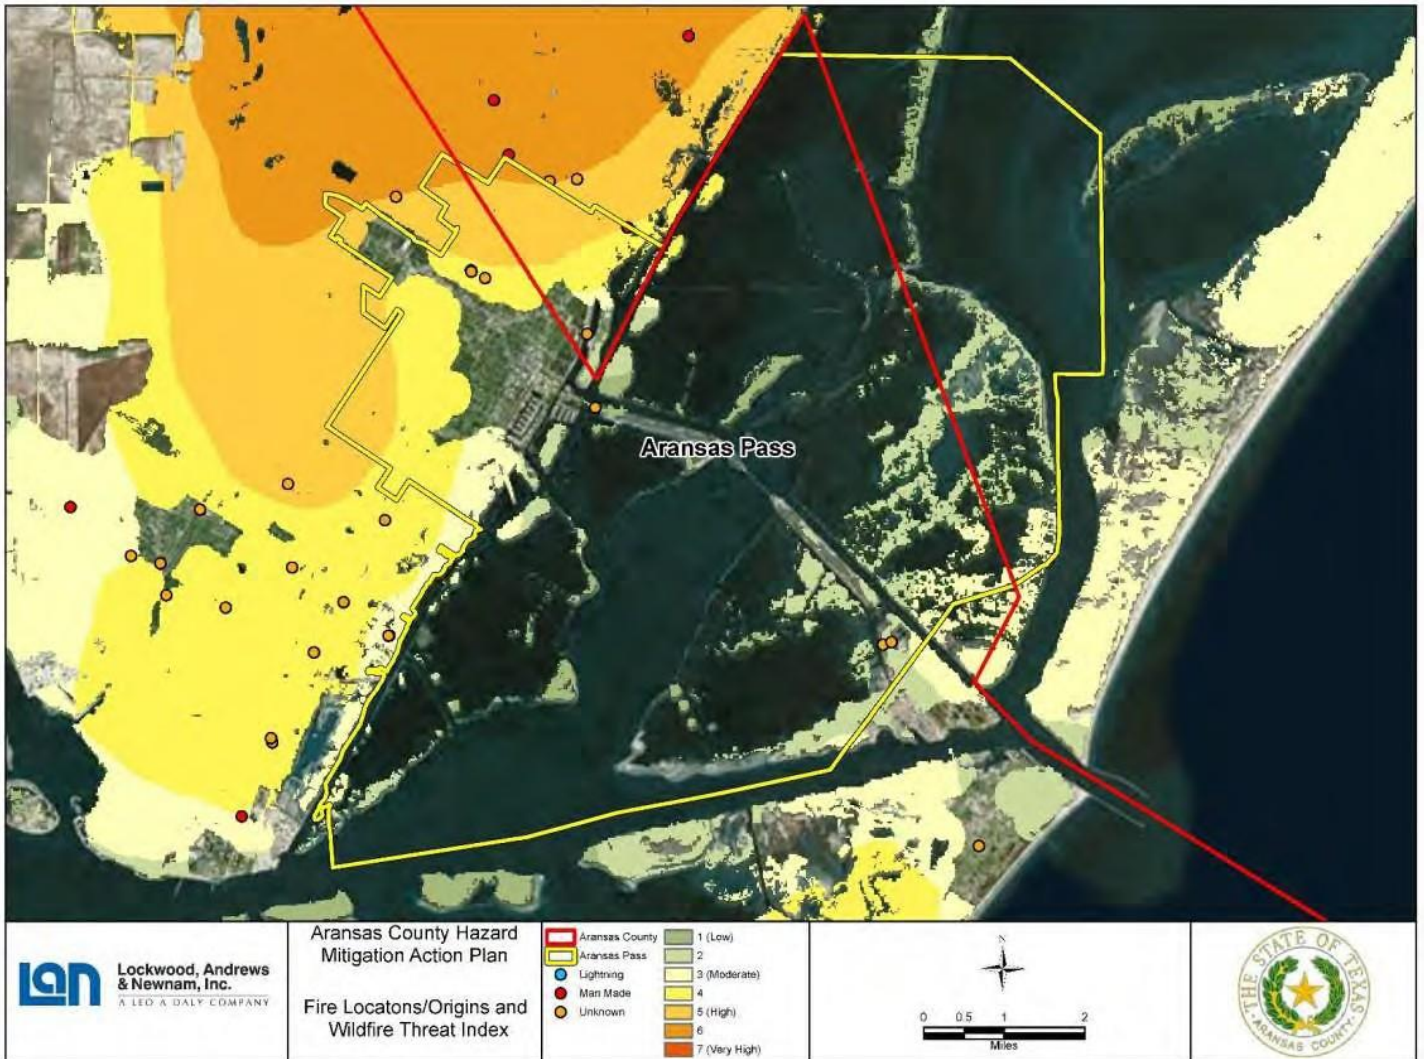 Aransas Pass
Lan
Lockwood, Andrews
& Newnam, Inc.
A LEO A DALY COMPANY
Aransas County Hazard
Mitigation Action Plan
Fire Locatons/Origins and
Wildfire Threat Index
Aransas County
Aransas Pass
Lightning
Man Made
Unknown
1 (Low)
2
3 (Moderate)
4
5 (High)
6
7 (Very High)
N
0 0.5 1 2
Miles
THE STATE OF TEXAS
ARANSAS COUNTY